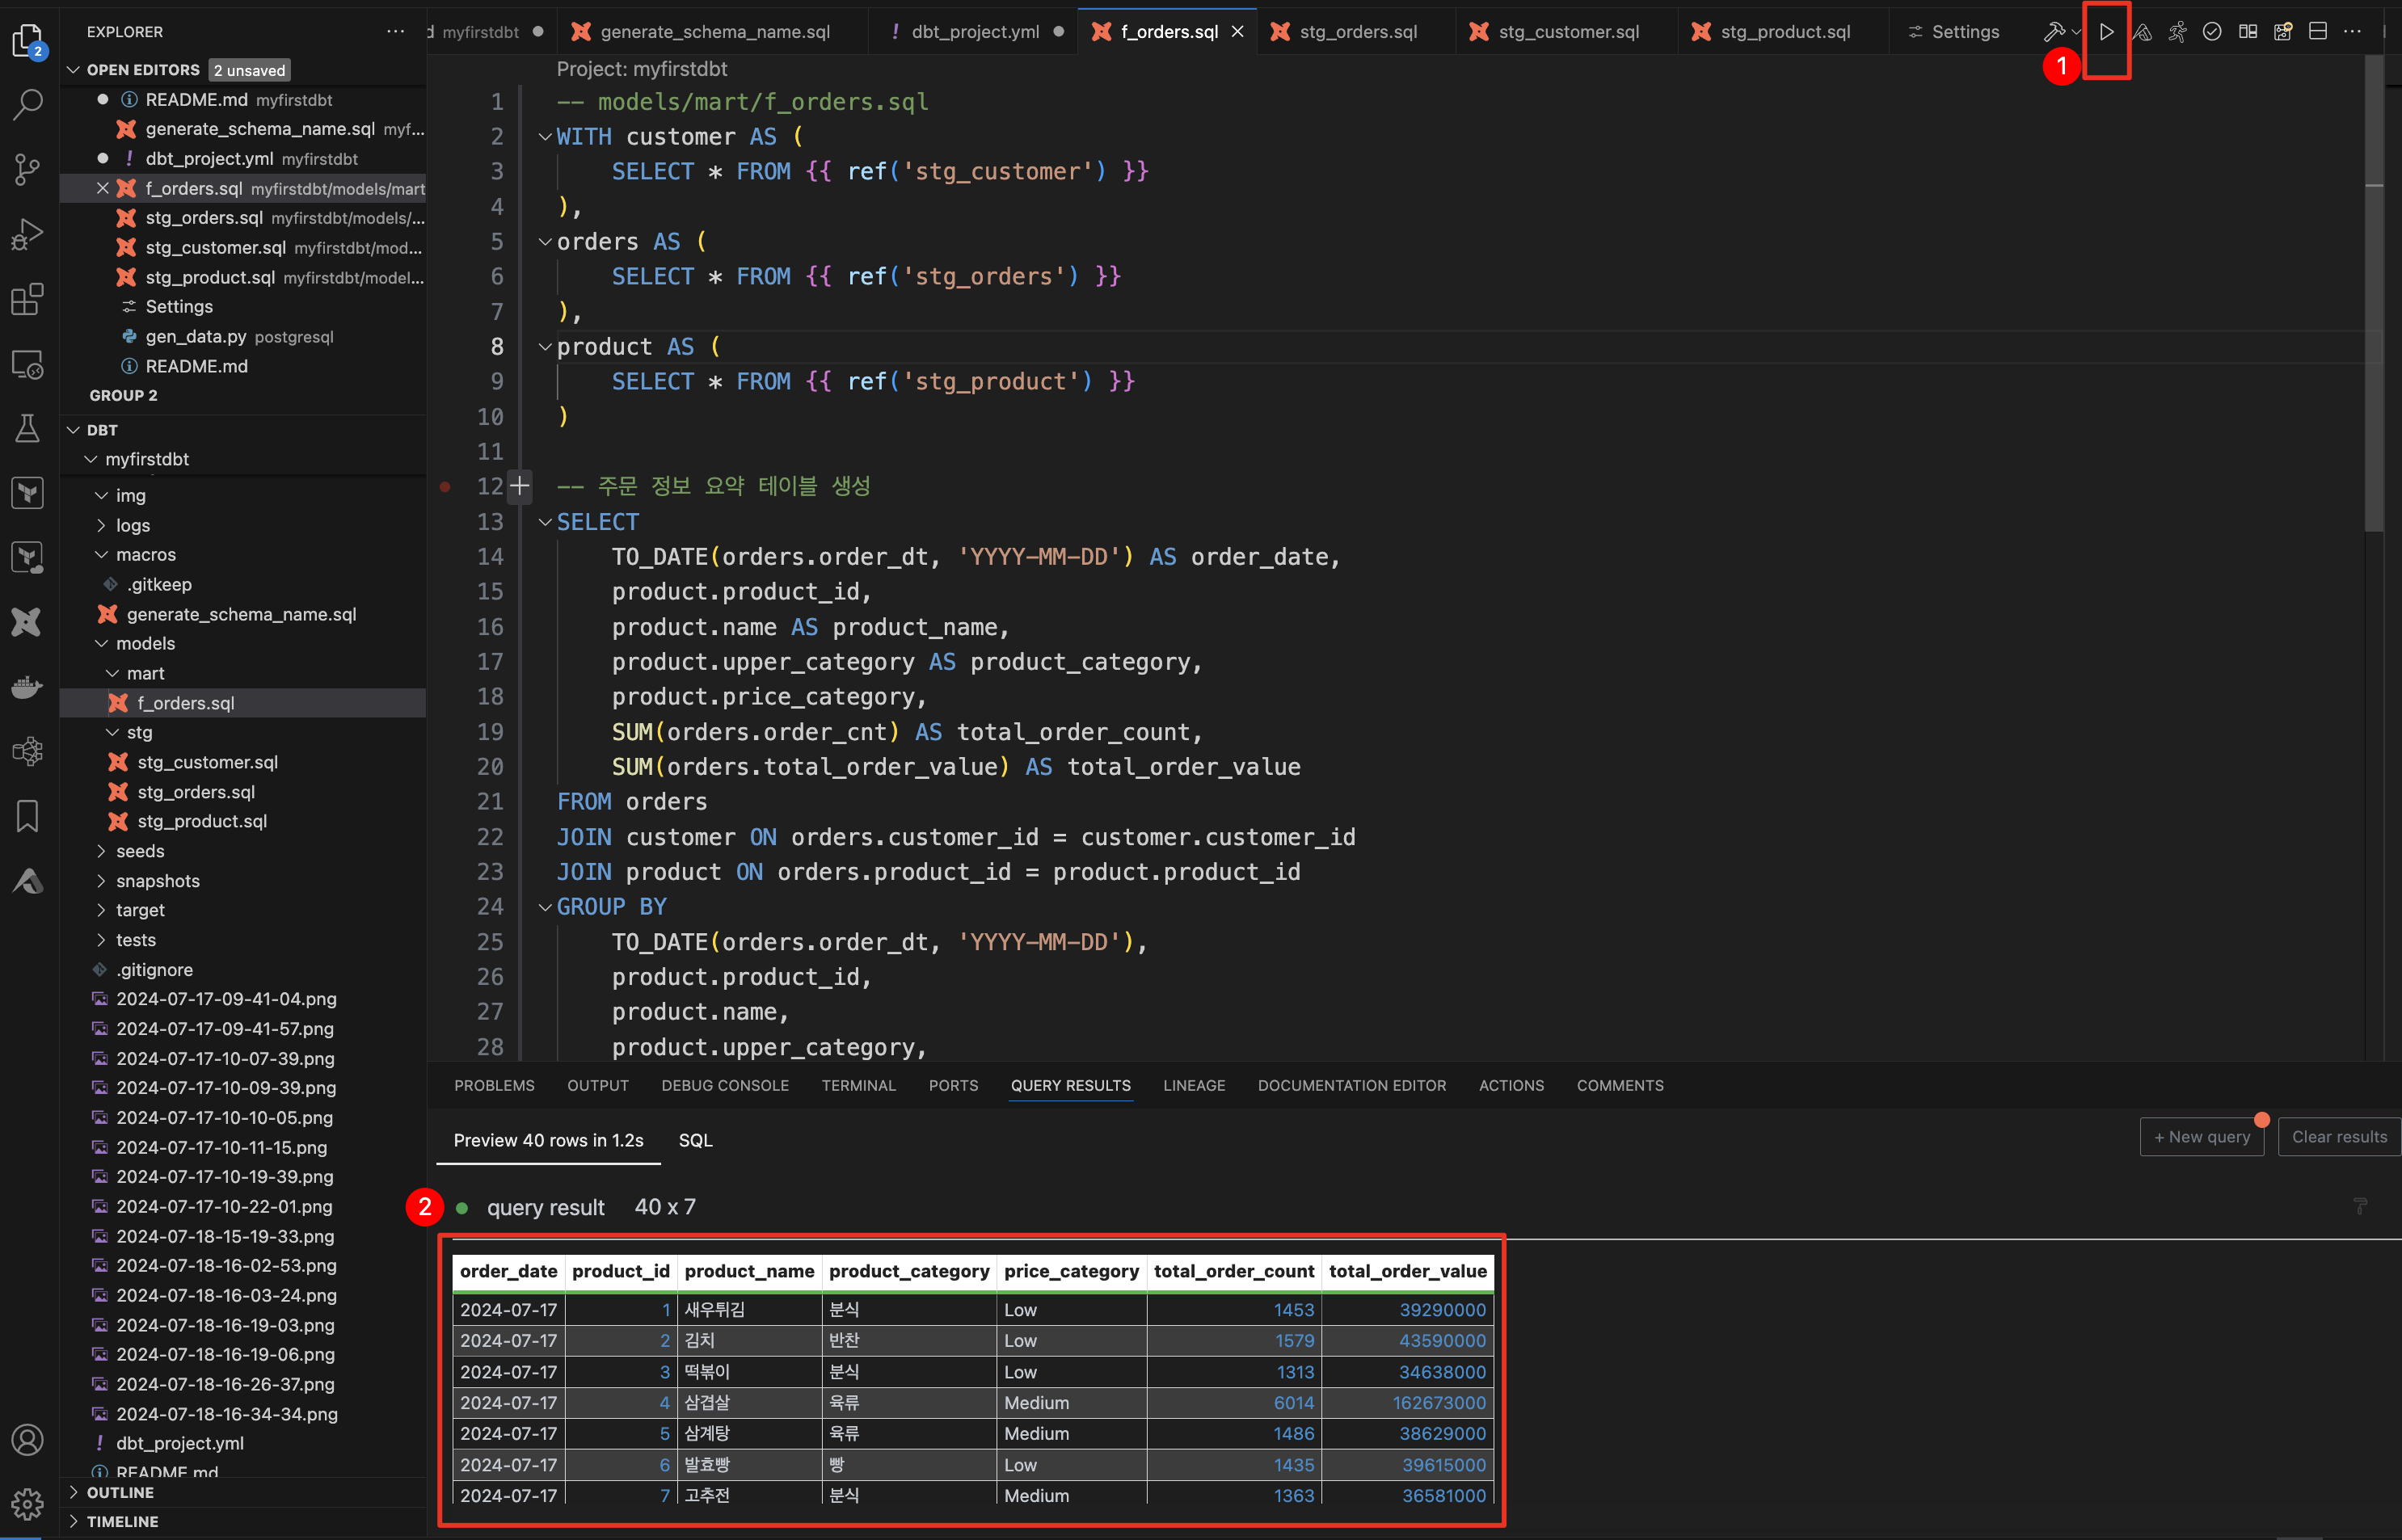 EXPLORER
2
OPEN EDITORS 2 unsaved
README.md myfirstdbt
generate_schema_name.sql myf...
! dbt_project.yml myfirstdbt
f_orders.sql myfirstdbt/models/mart
stg_orders.sql myfirstdbt/models/...
stg_customer.sql myfirstdbt/mod...
stg_product.sql myfirstdbt/model...
Settings
gen_data.py postgresql
README.md
GROUP 2
DBT
myfirstdbt
img
logs
macros
.gitkeep
generate_schema_name.sql
models
mart
f_orders.sql
stg
stg_customer.sql
stg_orders.sql
stg_product.sql
seeds
snapshots
target
tests
.gitignore
2024-07-17-09-41-04.png
2024-07-17-09-41-57.png
2024-07-17-10-07-39.png
2024-07-17-10-09-39.png
2024-07-17-10-10-05.png
2024-07-17-10-11-15.png
2024-07-17-10-19-39.png
2024-07-17-10-22-01.png
2024-07-18-15-19-33.png
2024-07-18-16-02-53.png
2024-07-18-16-03-24.png
2024-07-18-16-19-03.png
2024-07-18-16-19-06.png
2024-07-18-16-26-37.png
2024-07-18-16-34-34.png
! dbt_project.yml
README.md
OUTLINE
TIMELINE
d myfirstdbt generate_schema_name.sql ! dbt_project.yml f_orders.sql stg_orders.sql stg_customer.sql stg_product.sql Settings
1
Project: myfirstdbt
1 -- models/mart/f_orders.sql
2 WITH customer AS (
3 SELECT * FROM {{ ref('stg_customer') }}
4 ),
5 orders AS (
6 SELECT * FROM {{ ref('stg_orders') }}
7 ),
8 product AS (
9 SELECT * FROM {{ ref('stg_product') }}
10 )
11
12 -- 주문 정보 요약 테이블 생성
13 SELECT
14 TO_DATE(orders.order_dt, 'YYYY-MM-DD') AS order_date,
15 product.product_id,
16 product.name AS product_name,
17 product.upper_category AS product_category,
18 product.price_category,
19 SUM(orders.order_cnt) AS total_order_count,
20 SUM(orders.total_order_value) AS total_order_value
21 FROM orders
22 JOIN customer ON orders.customer_id = customer.customer_id
23 JOIN product ON orders.product_id = product.product_id
24 GROUP BY
25 TO_DATE(orders.order_dt, 'YYYY-MM-DD'),
26 product.product_id,
27 product.name,
28 product.upper_category,
PROBLEMS OUTPUT DEBUG CONSOLE TERMINAL PORTS QUERY RESULTS LINEAGE DOCUMENTATION EDITOR ACTIONS COMMENTS
Preview 40 rows in 1.2s SQL
+ New query Clear results
2 query result 40 x 7
order_date product_id product_name product_category price_category total_order_count total_order_value
2024-07-17 1 새우튀김 분식 Low 1453 39290000
2024-07-17 2 김치 반찬 Low 1579 43590000
2024-07-17 3 떡볶이 분식 Low 1313 34638000
2024-07-17 4 삼겹살 육류 Medium 6014 162673000
2024-07-17 5 삼계탕 육류 Medium 1486 38629000
2024-07-17 6 발효빵 빵 Low 1435 39615000
2024-07-17 7 고추전 분식 Medium 1363 36581000